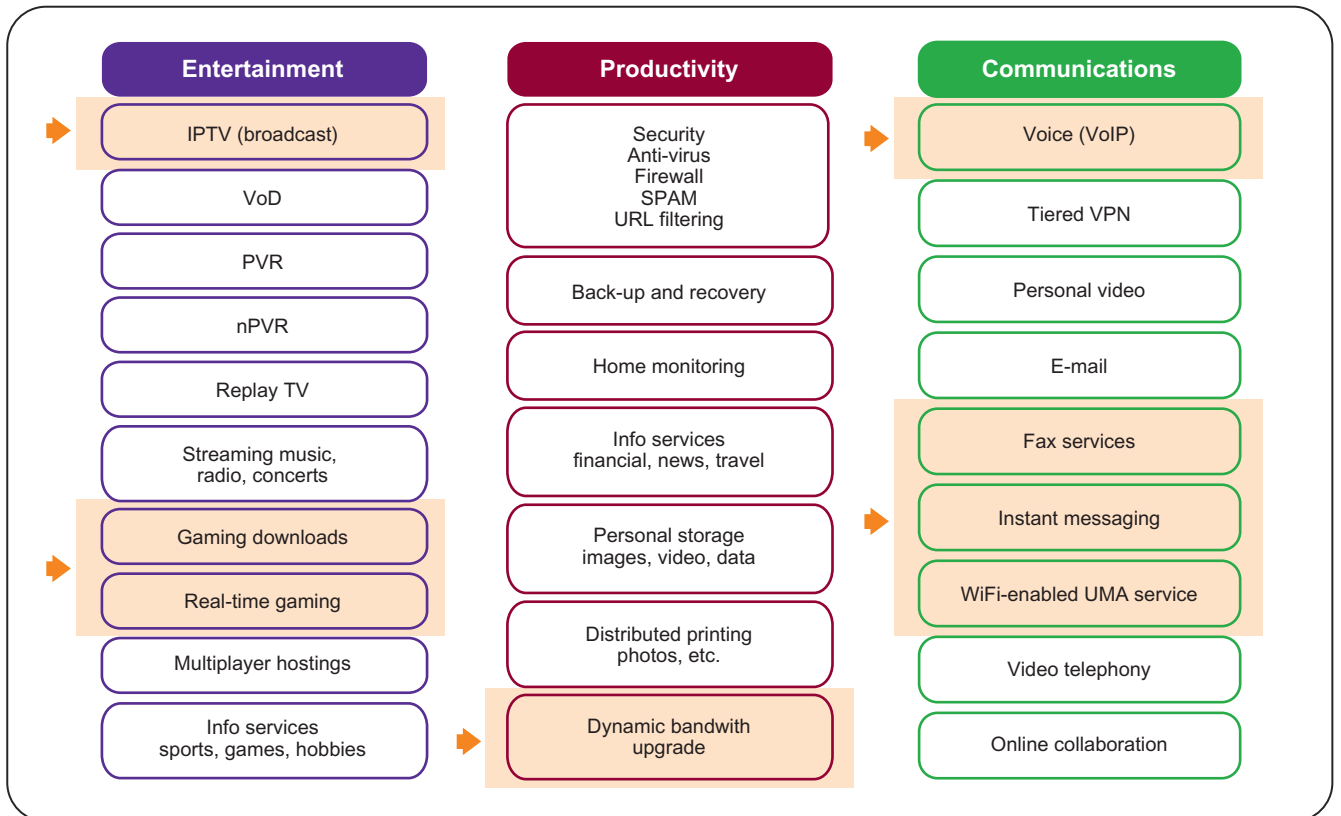 Entertainment
IPTV (broadcast)
VoD
PVR
nPVR
Replay TV
Streaming music,
radio, concerts
Gaming downloads
Real-time gaming
Multiplayer hostings
Info services
sports, games, hobbies
Productivity
Security
Anti-virus
Firewall
SPAM
URL filtering
Back-up and recovery
Home monitoring
Info services
financial, news, travel
Personal storage
images, video, data
Distributed printing
photos, etc.
Dynamic bandwith
upgrade
Communications
Voice (VoIP)
Tiered VPN
Personal video
E-mail
Fax services
Instant messaging
WiFi-enabled UMA service
Video telephony
Online collaboration